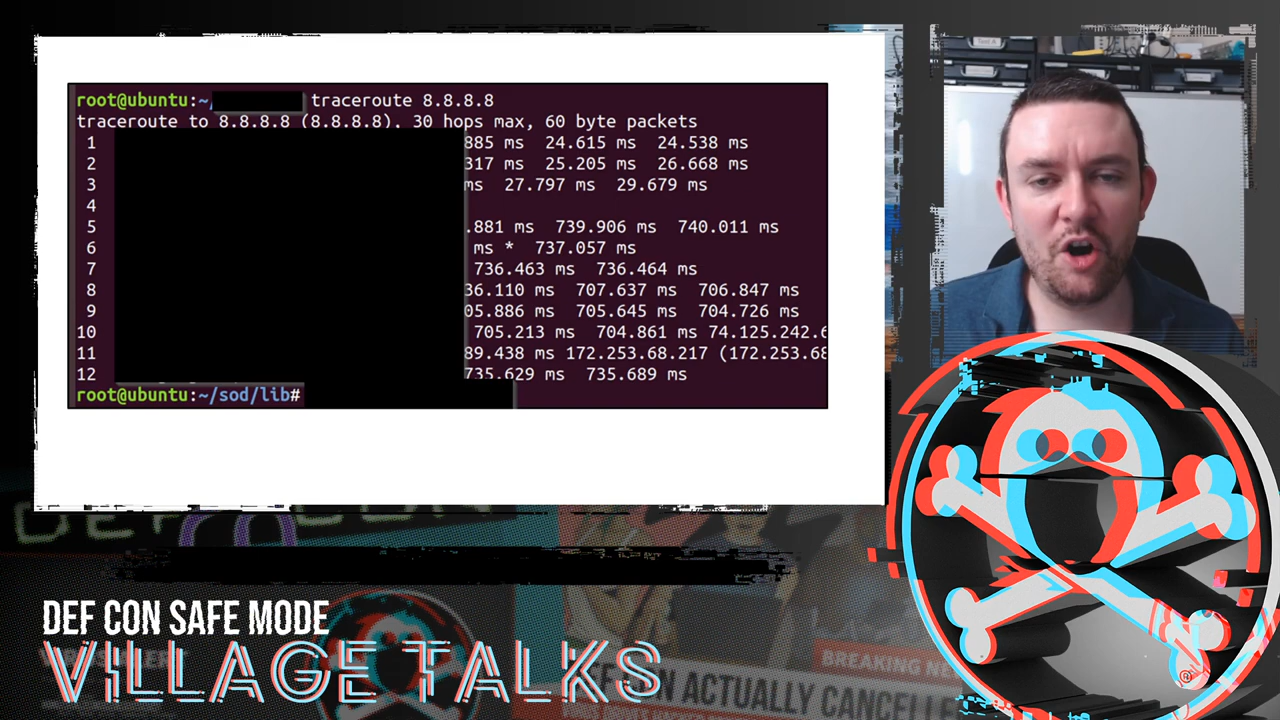 root@ubuntu:~/ traceroute 8.8.8.8
traceroute to 8.8.8.8 (8.8.8.8), 30 hops max, 60 byte packets
1 885 ms 24.615 ms 24.538 ms
2 317 ms 25.205 ms 26.668 ms
3 ms 27.797 ms 29.679 ms
4
5 .881 ms 739.906 ms 740.011 ms
6 ms * 737.057 ms
7 736.463 ms 736.464 ms
8 36.110 ms 707.637 ms 706.847 ms
9 05.886 ms 705.645 ms 704.726 ms
10 705.213 ms 704.861 ms 74.125.242.6
11 89.438 ms 172.253.68.217 (172.253.68
12 735.629 ms 735.689 ms
root@ubuntu:~/sod/lib#
DEF CON
DEF CON SAFE MODE
VILLAGE TALKS
BREAKING NE
EF CON ACTUALLY CANCELLE
®